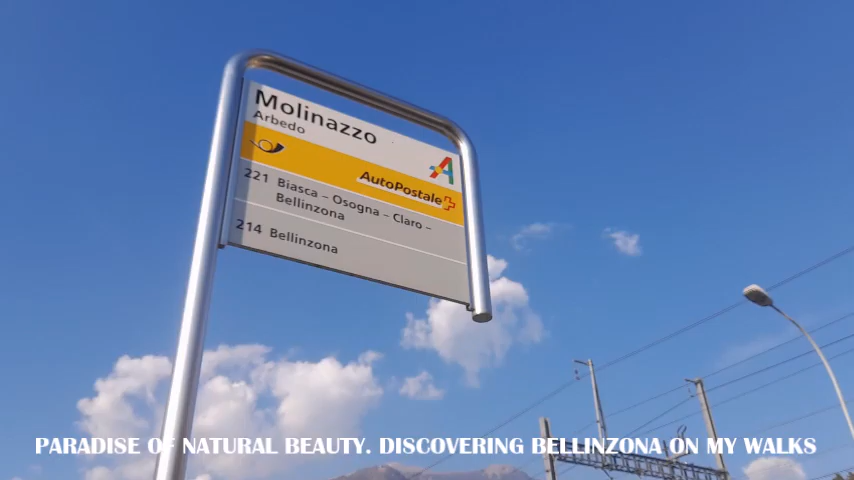 Molinazzo
Arbedo
A
AutoPostale
221 Biasca – Osogna – Claro –
Bellinzona
214 Bellinzona
PARADISE OF NATURAL BEAUTY. DISCOVERING BELLINZONA ON MY WALKS